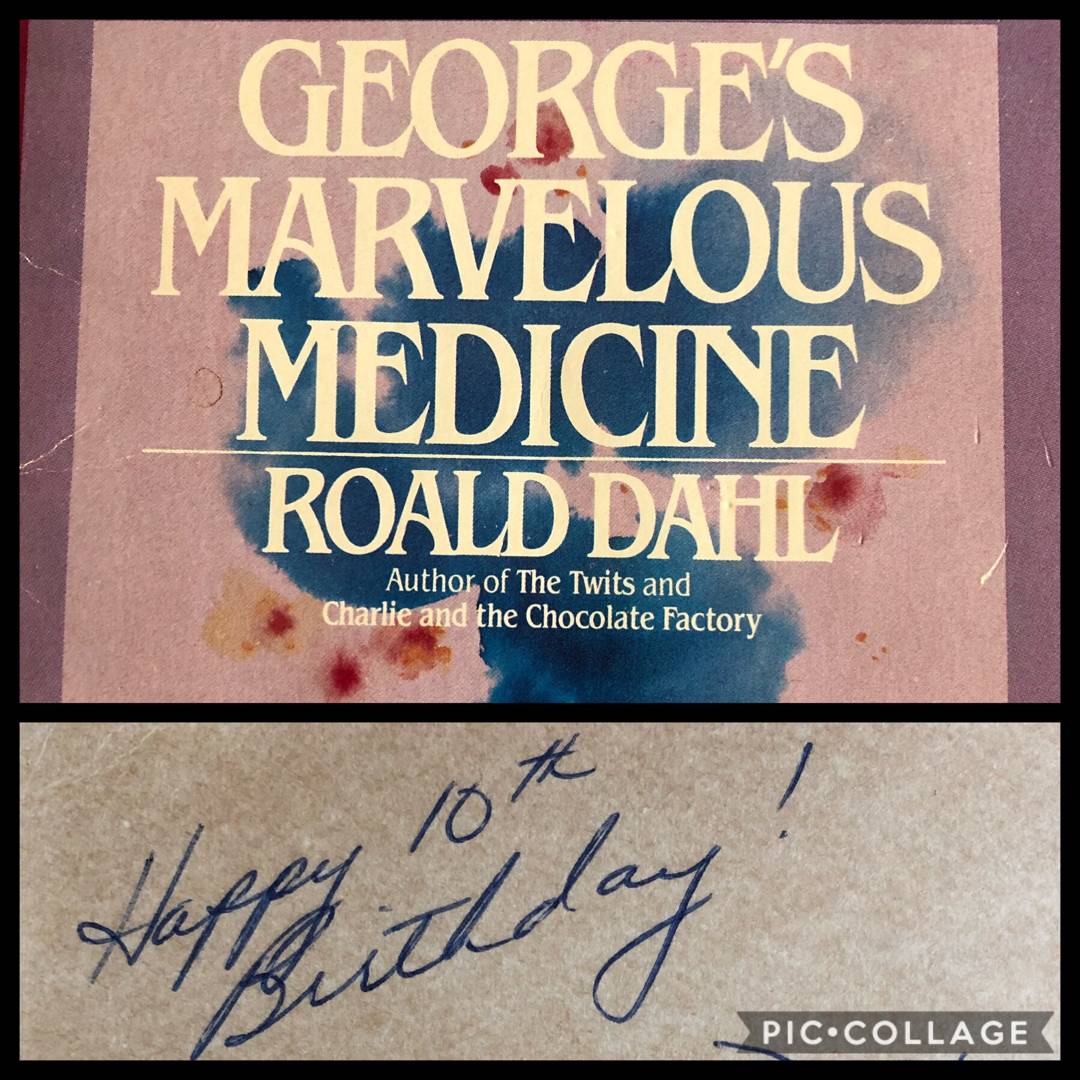 GEORGE'S
MARVELOUS
MEDICINE
ROALD DAHL
Author of The Twits and
Charlie and the Chocolate Factory
Happy 10th
Birthday!
PIC•COLLAGE